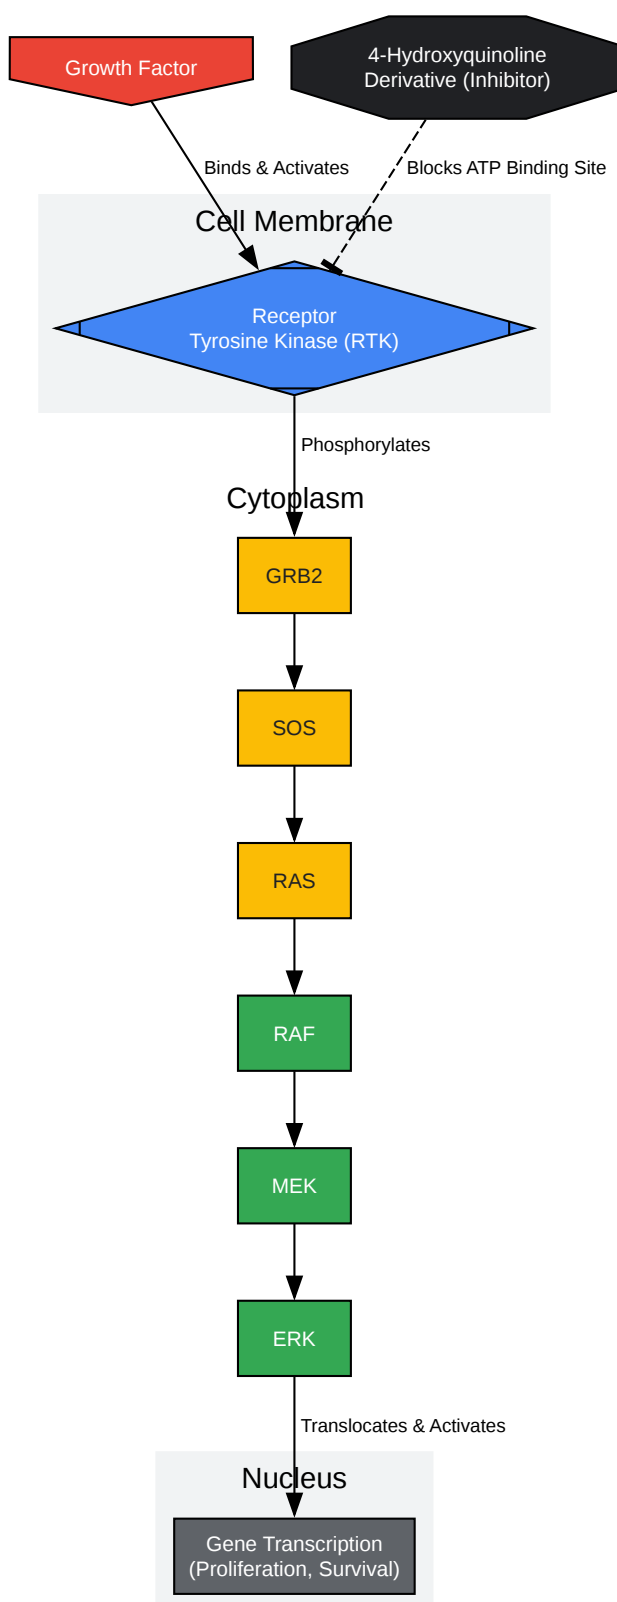 Growth Factor
4-Hydroxyquinoline
Derivative (Inhibitor)
Binds & Activates
Blocks ATP Binding Site
Cell Membrane
Receptor
Tyrosine Kinase (RTK)
Phosphorylates
Cytoplasm
GRB2
SOS
RAS
RAF
MEK
ERK
Translocates & Activates
Nucleus
Gene Transcription
(Proliferation, Survival)